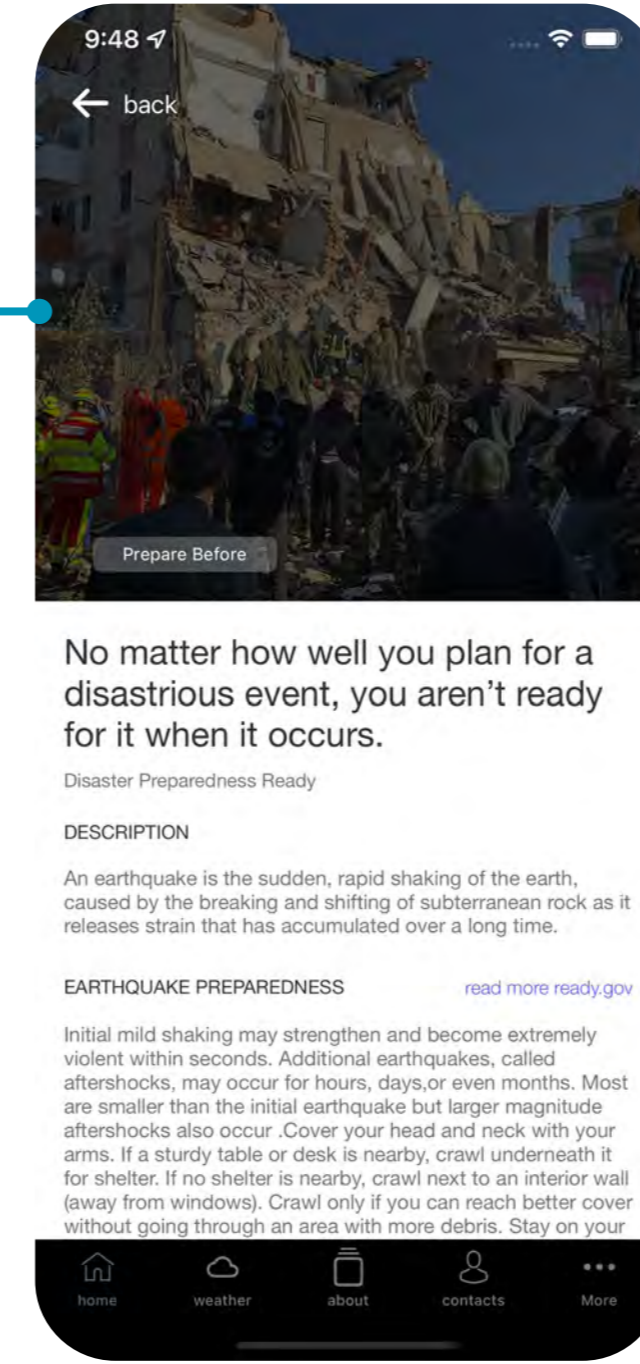 9:48
back
Prepare Before
No matter how well you plan for a
disastrious event, you aren't ready
for it when it occurs.
Disaster Preparedness Ready
DESCRIPTION
An earthquake is the sudden, rapid shaking of the earth,
caused by the breaking and shifting of subterranean rock as it
releases strain that has accumulated over a long time.
EARTHQUAKE PREPAREDNESS read more ready.gov
Initial mild shaking may strengthen and become extremely
violent within seconds. Additional earthquakes, called
aftershocks, may occur for hours, days,or even months. Most
are smaller than the initial earthquake but larger magnitude
aftershocks also occur .Cover your head and neck with your
arms. If a sturdy table or desk is nearby, crawl underneath it
for shelter. If no shelter is nearby, crawl next to an interior wall
(away from windows). Crawl only if you can reach better cover
without going through an area with more debris. Stay on your
home weather about contacts More